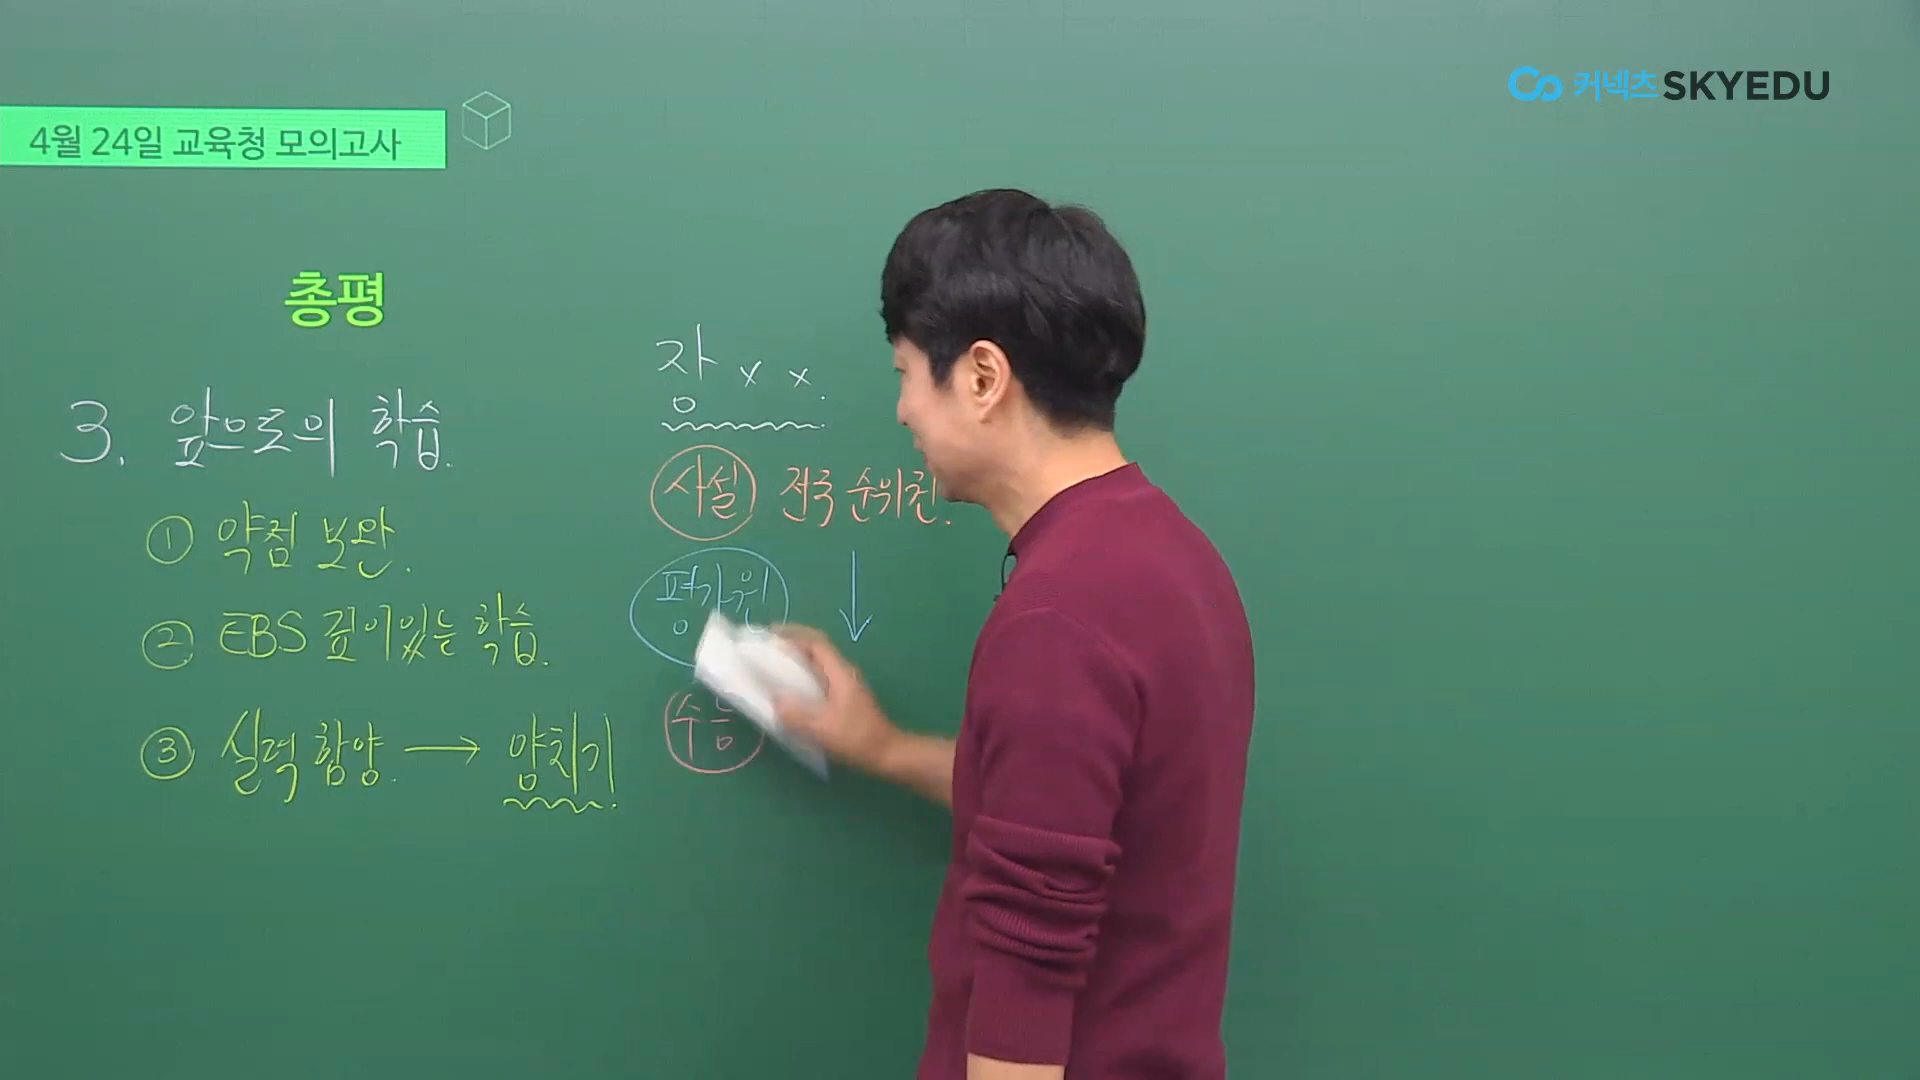 커넥츠 SKYEDU
4월 24일 교육청 모의고사
총평
3. 앞으로의 학습.
① 약점 보완.
② EBS 깊이있는 학습.
③ 실력 함양. → 양치기.
장 x x .
사설 전국 순위권.
평가원
수능